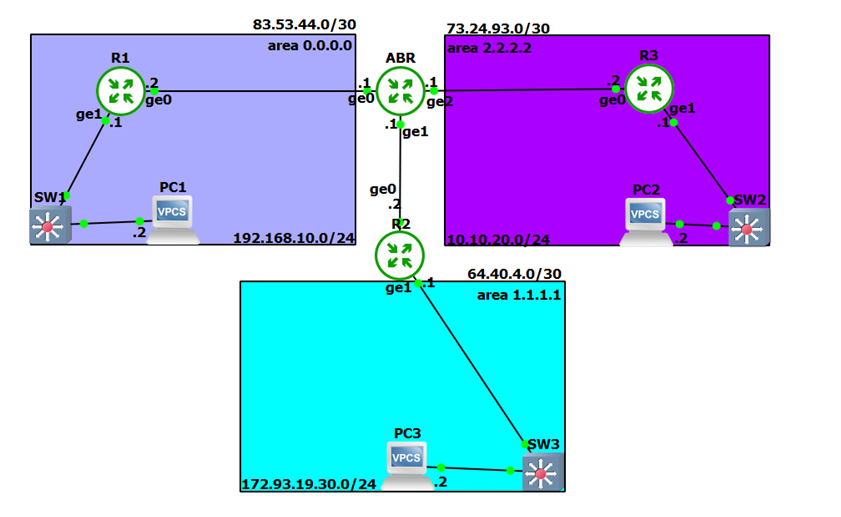 83.53.44.0/30
73.24.93.0/30
area 0.0.0.0
area 2.2.2.2
R1
ABR
R3
.2
ge0
.1
ge0
.1
ge2
.2
ge0
ge1
.1
.1
ge1
ge1
.1
SW1
PC1
VPCS
.2
192.168.10.0/24
ge0
.2
R2
ge1
.1
PC2
VPCS
.2
SW2
10.10.20.0/24
64.40.4.0/30
area 1.1.1.1
PC3
VPCS
.2
SW3
172.93.19.30.0/24